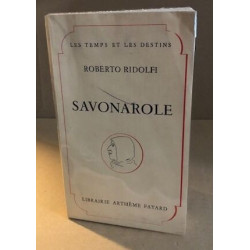 LES TEMPS ET LES DESTINS
ROBERTO RIDOLFI
SAVONAROLE
LIBRAIRIE ARTHÈME FAYARD